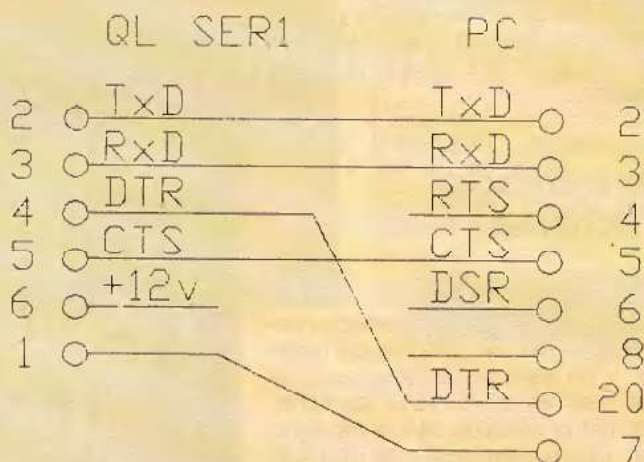 QL SER1 PC
2 TxD TxD 2
3 RxD RxD 3
4 DTR RTS 4
5 CTS CTS 5
6 +12v DSR 6
1 8
DTR 20
7